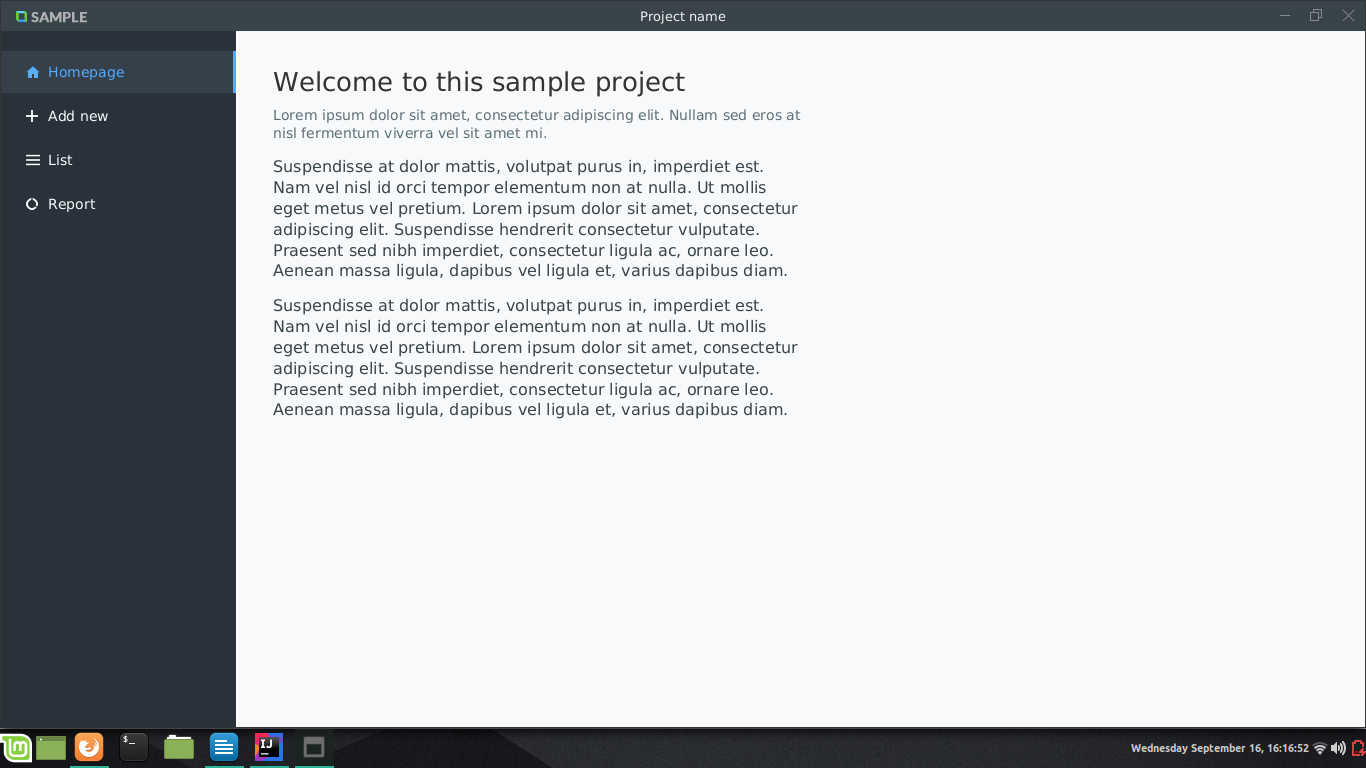 SAMPLE
Project name
Homepage
Add new
List
Report
Welcome to this sample project
Lorem ipsum dolor sit amet, consectetur adipiscing elit. Nullam sed eros at
nisl fermentum viverra vel sit amet mi.
Suspendisse at dolor mattis, volutpat purus in, imperdiet est.
Nam vel nisl id orci tempor elementum non at nulla. Ut mollis
eget metus vel pretium. Lorem ipsum dolor sit amet, consectetur
adipiscing elit. Suspendisse hendrerit consectetur vulputate.
Praesent sed nibh imperdiet, consectetur ligula ac, ornare leo.
Aenean massa ligula, dapibus vel ligula et, varius dapibus diam.
Suspendisse at dolor mattis, volutpat purus in, imperdiet est.
Nam vel nisl id orci tempor elementum non at nulla. Ut mollis
eget metus vel pretium. Lorem ipsum dolor sit amet, consectetur
adipiscing elit. Suspendisse hendrerit consectetur vulputate.
Praesent sed nibh imperdiet, consectetur ligula ac, ornare leo.
Aenean massa ligula, dapibus vel ligula et, varius dapibus diam.
$_
IJ
Wednesday September 16, 16:16:52